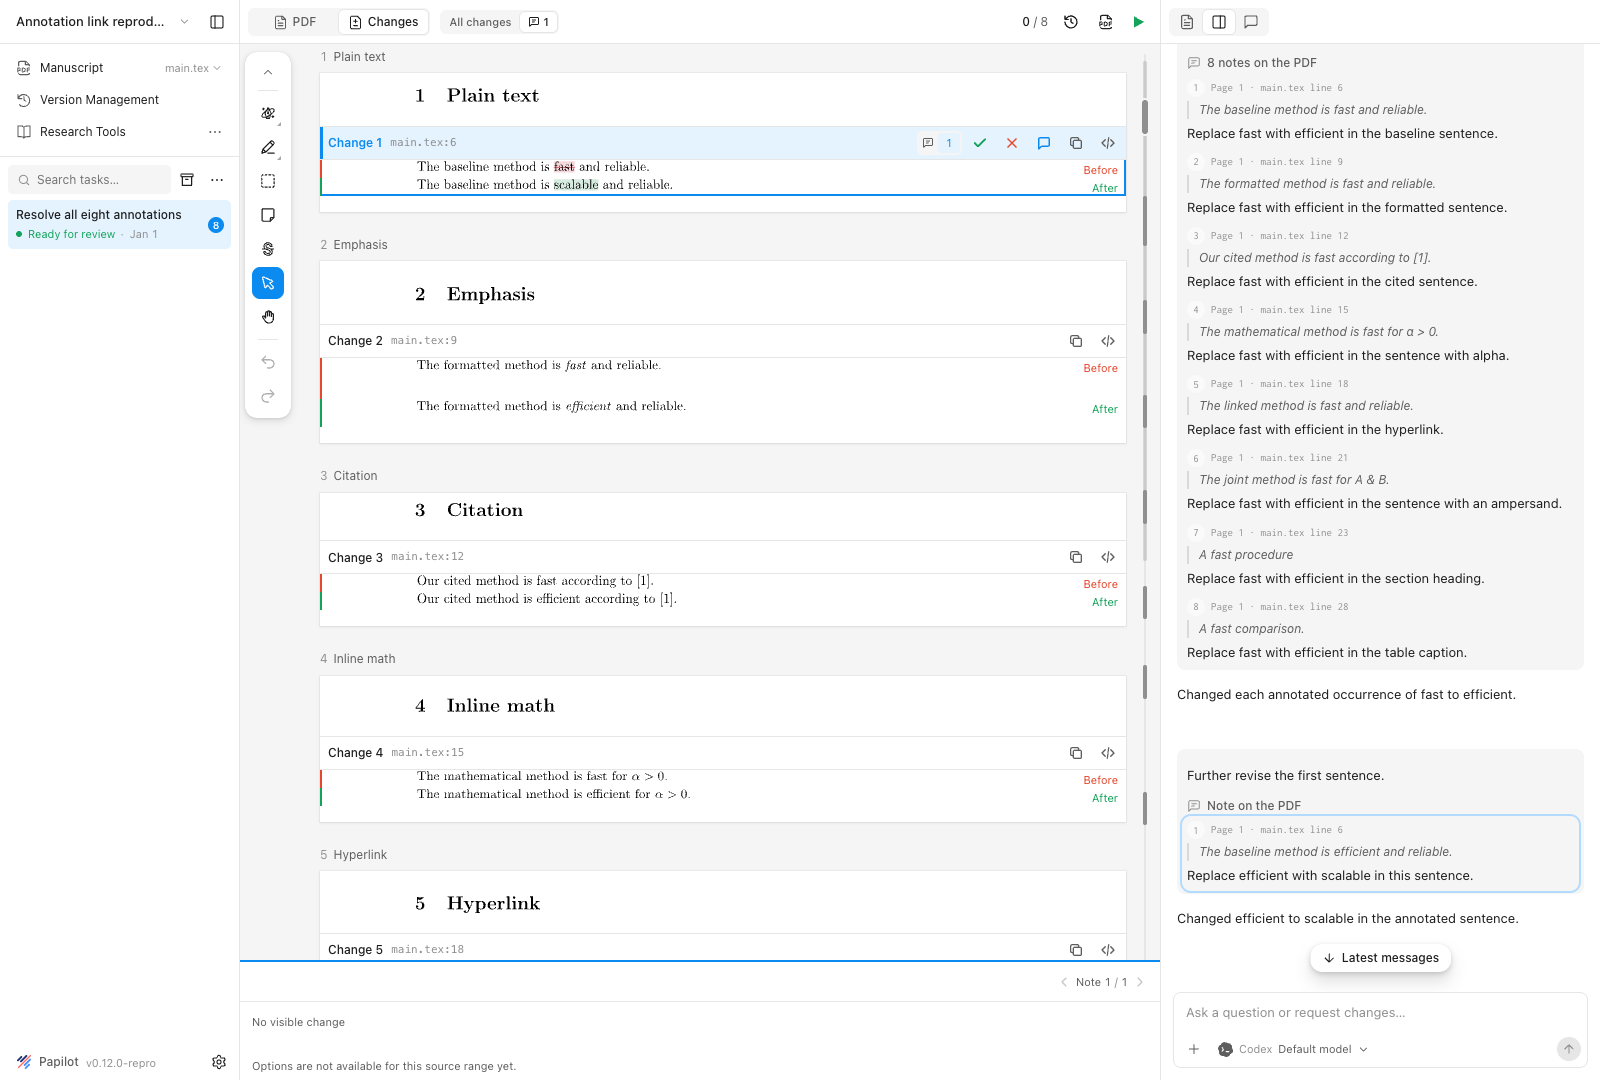 Annotation link reprod...
Manuscript
main.tex
Version Management
Research Tools
Search tasks...
Resolve all eight annotations
Ready for review · Jan 1
8
Papilot v0.12.0-repro
PDF
Changes
All changes
1
0 / 8
1 Plain text
1 Plain text
Change 1 main.tex:6
1
The baseline method is fast and reliable.
Before
The baseline method is scalable and reliable.
After
2 Emphasis
2 Emphasis
Change 2 main.tex:9
The formatted method is fast and reliable.
Before
The formatted method is efficient and reliable.
After
3 Citation
3 Citation
Change 3 main.tex:12
Our cited method is fast according to [1].
Before
Our cited method is efficient according to [1].
After
4 Inline math
4 Inline math
Change 4 main.tex:15
The mathematical method is fast for α > 0.
Before
The mathematical method is efficient for α > 0.
After
5 Hyperlink
5 Hyperlink
Change 5 main.tex:18
Note 1 / 1
No visible change
Options are not available for this source range yet.
8 notes on the PDF
1 Page 1 · main.tex line 6
The baseline method is fast and reliable.
Replace fast with efficient in the baseline sentence.
2 Page 1 · main.tex line 9
The formatted method is fast and reliable.
Replace fast with efficient in the formatted sentence.
3 Page 1 · main.tex line 12
Our cited method is fast according to [1].
Replace fast with efficient in the cited sentence.
4 Page 1 · main.tex line 15
The mathematical method is fast for α > 0.
Replace fast with efficient in the sentence with alpha.
5 Page 1 · main.tex line 18
The linked method is fast and reliable.
Replace fast with efficient in the hyperlink.
6 Page 1 · main.tex line 21
The joint method is fast for A & B.
Replace fast with efficient in the sentence with an ampersand.
7 Page 1 · main.tex line 23
A fast procedure
Replace fast with efficient in the section heading.
8 Page 1 · main.tex line 28
A fast comparison.
Replace fast with efficient in the table caption.
Changed each annotated occurrence of fast to efficient.
Further revise the first sentence.
Note on the PDF
1 Page 1 · main.tex line 6
The baseline method is efficient and reliable.
Replace efficient with scalable in this sentence.
Changed efficient to scalable in the annotated sentence.
Latest messages
Ask a question or request changes...
Codex Default model